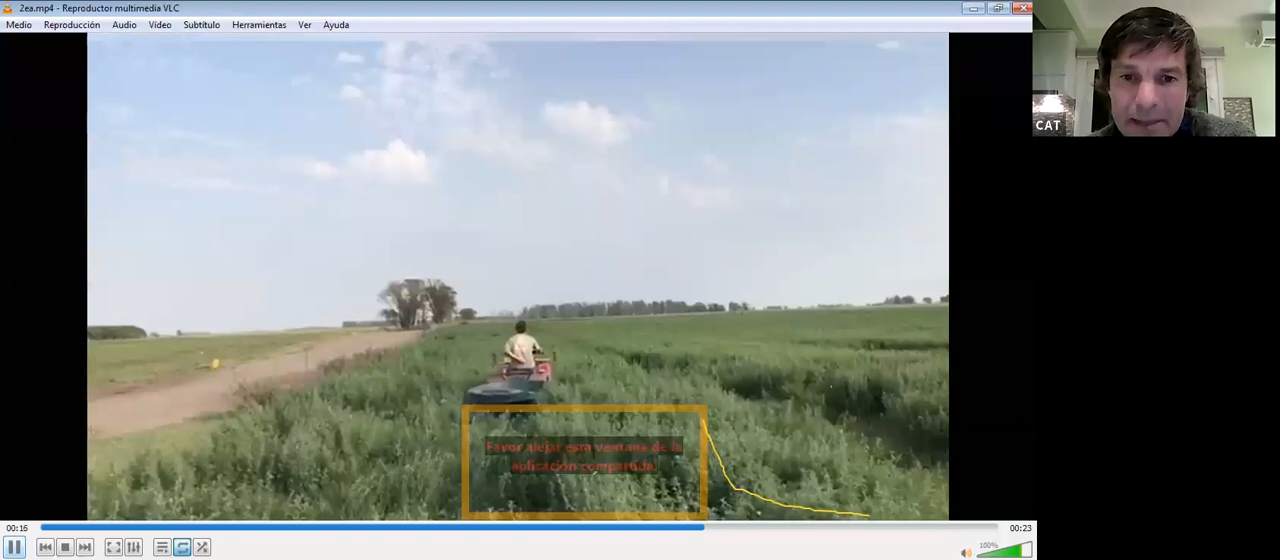 2ea.mp4 - Reproductor multimedia VLC
Medio Reproducción Audio Vídeo Subtítulo Herramientas Ver Ayuda
CAT
Favor alejar esta ventana de la
aplicación compartida.
00:16
00:23
100%